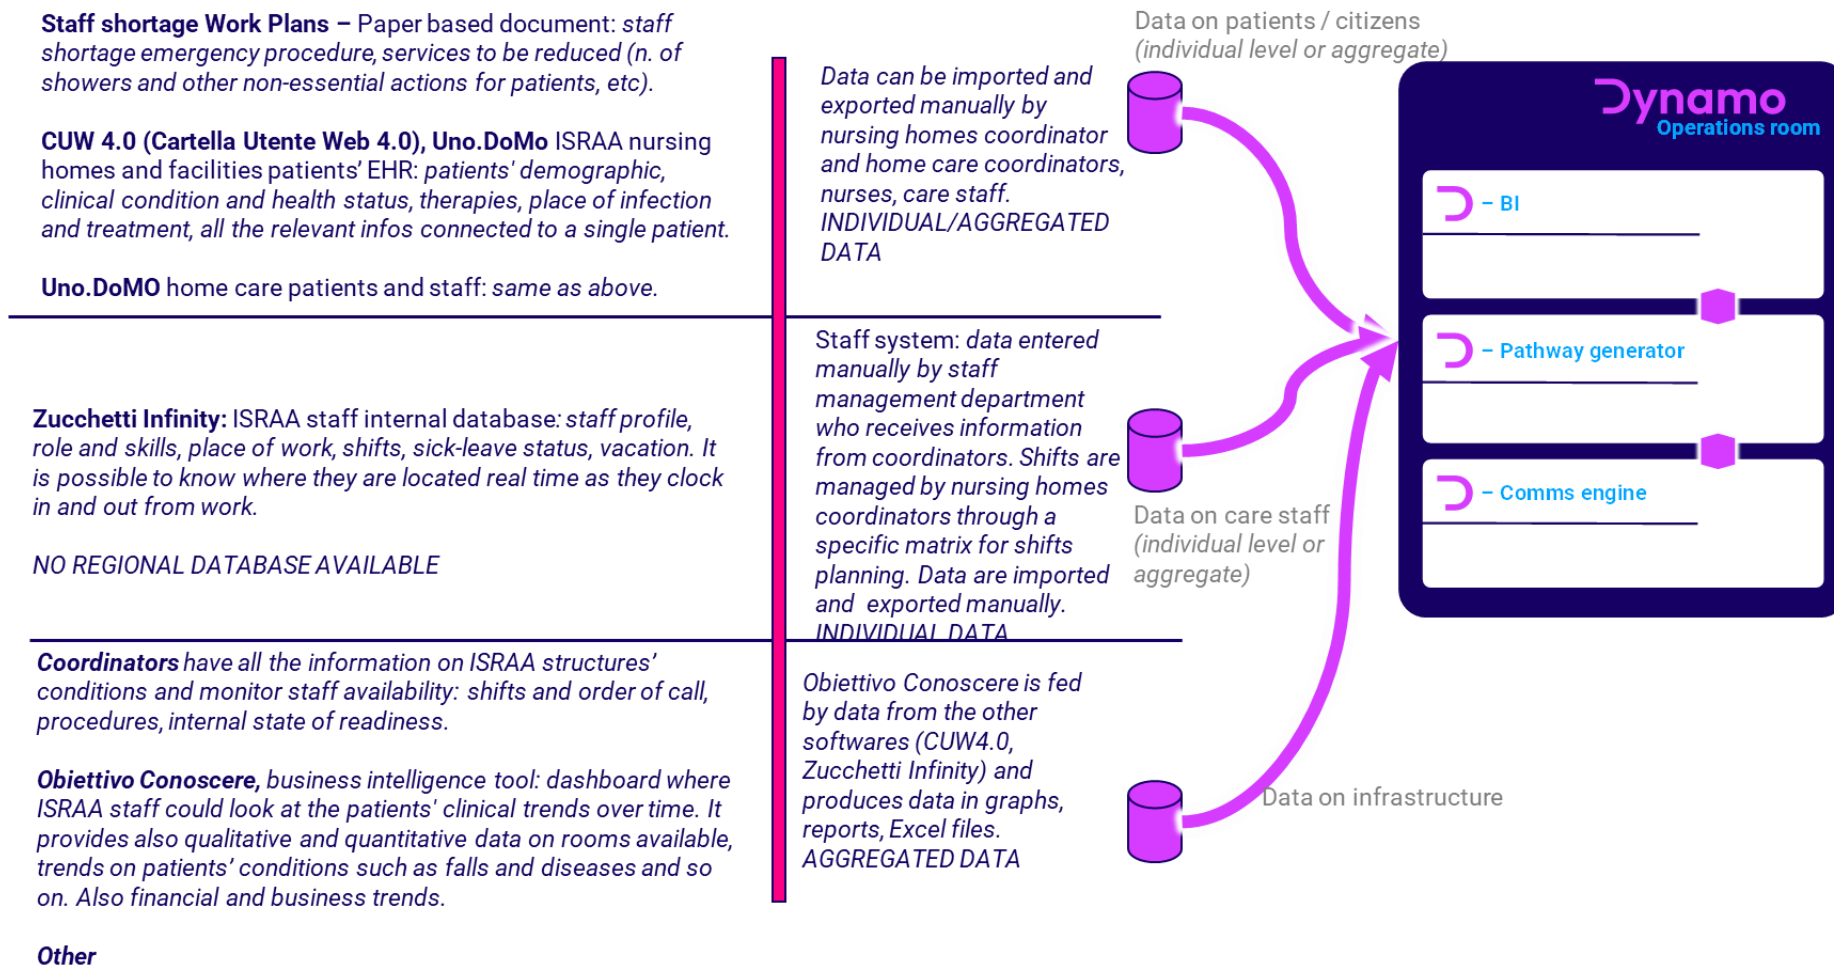 Staff shortage Work Plans – Paper based document: staff
shortage emergency procedure, services to be reduced (n. of
showers and other non-essential actions for patients, etc).
CUW 4.0 (Cartella Utente Web 4.0), Uno.DoMo ISRAA nursing
homes and facilities patients’ EHR: patients' demographic,
clinical condition and health status, therapies, place of infection
and treatment, all the relevant infos connected to a single patient.
Uno.DoMO home care patients and staff: same as above.
Data can be imported and
exported manually by
nursing homes coordinator
and home care coordinators,
nurses, care staff.
INDIVIDUAL/AGGREGATED
DATA
Data on patients / citizens
(individual level or aggregate)
Zucchetti Infinity: ISRAA staff internal database: staff profile,
role and skills, place of work, shifts, sick-leave status, vacation. It
is possible to know where they are located real time as they clock
in and out from work.
NO REGIONAL DATABASE AVAILABLE
Staff system: data entered
manually by staff
management department
who receives information
from coordinators. Shifts are
managed by nursing homes
coordinators through a
specific matrix for shifts
planning. Data are imported
and exported manually.
INDIVIDUAL DATA
Data on care staff
(individual level or
aggregate)
Coordinators have all the information on ISRAA structures’
conditions and monitor staff availability: shifts and order of call,
procedures, internal state of readiness.
Obiettivo Conoscere, business intelligence tool: dashboard where
ISRAA staff could look at the patients' clinical trends over time. It
provides also qualitative and quantitative data on rooms available,
trends on patients’ conditions such as falls and diseases and so
on. Also financial and business trends.
Other
Obiettivo Conoscere is fed
by data from the other
softwares (CUW4.0,
Zucchetti Infinity) and
produces data in graphs,
reports, Excel files.
AGGREGATED DATA
Data on infrastructure
Dynamo
Operations room
D – BI
D – Pathway generator
D – Comms engine